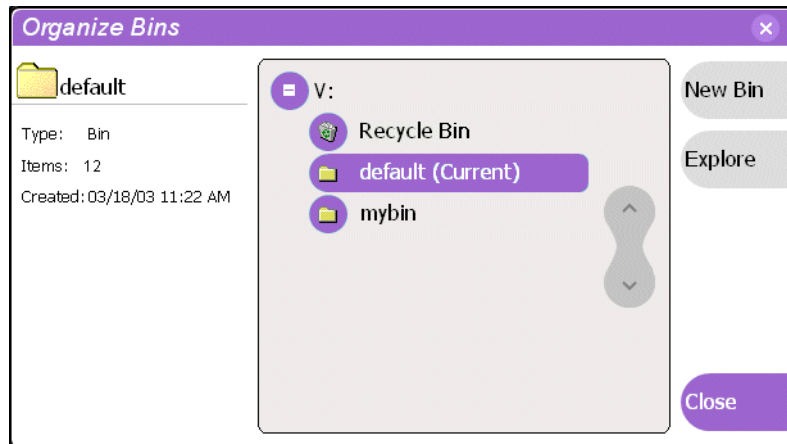 Organize Bins
default
Type: Bin
Items: 12
Created: 03/18/03 11:22 AM
V:
Recycle Bin
default (Current)
mybin
New Bin
Explore
Close